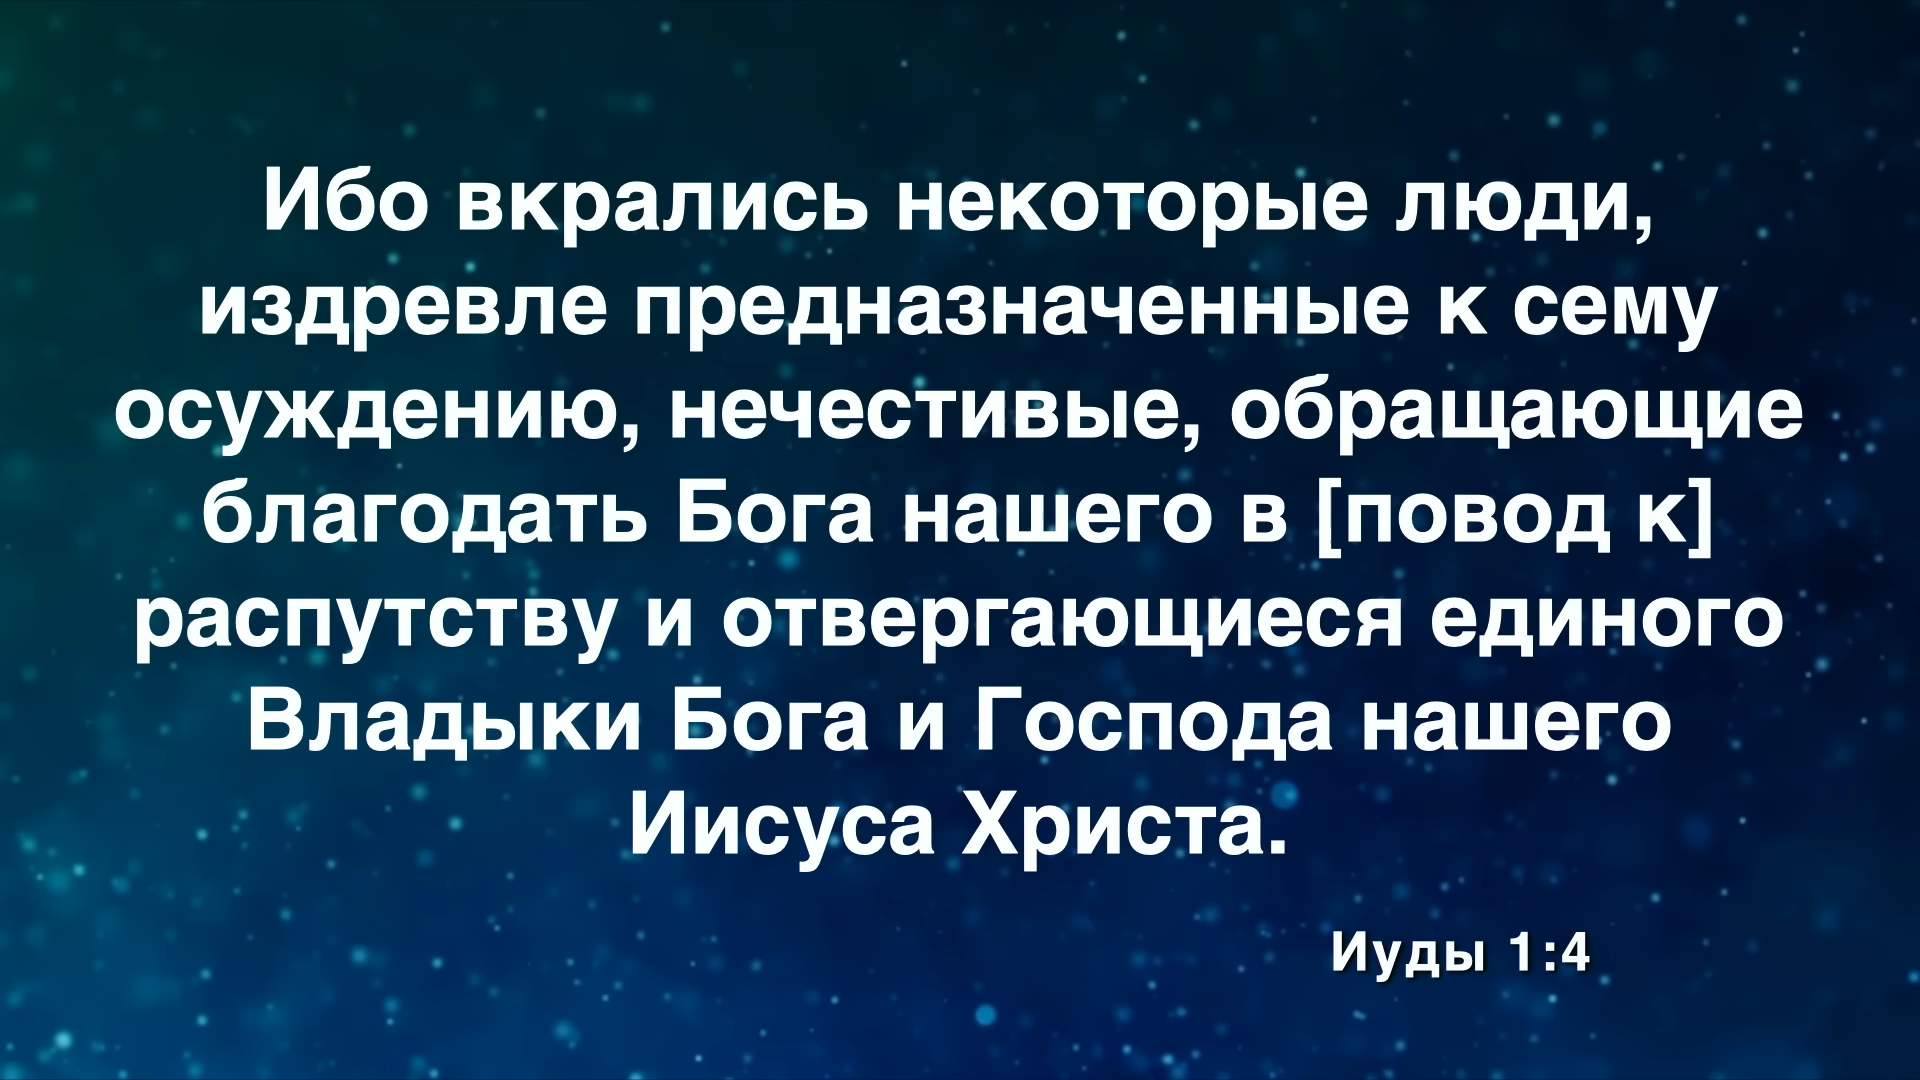 Ибо вкрались некоторые люди,
издревле предназначенные к сему
осуждению, нечестивые, обращающие
благодать Бога нашего в [повод к]
распутству и отвергающиеся единого
Владыки Бога и Господа нашего
Иисуса Христа.
Иуды 1:4